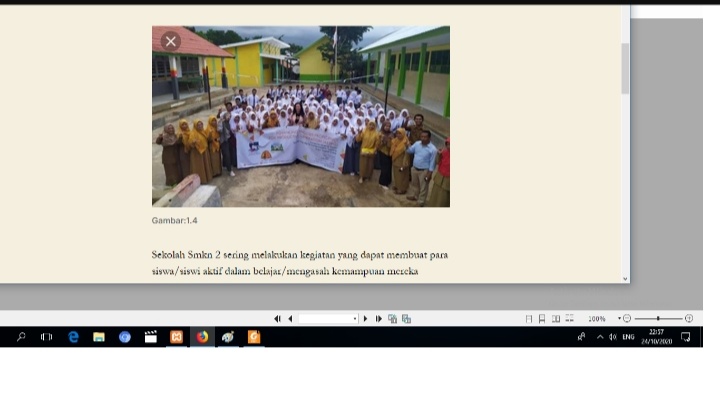 Gambar:1.4
Sekolah Smkn 2 sering melakukan kegiatan yang dapat membuat para
siswa/siswi aktif dalam belajar/mengasah kemampuan mereka
100%
ENG
22:57
24/10/2020